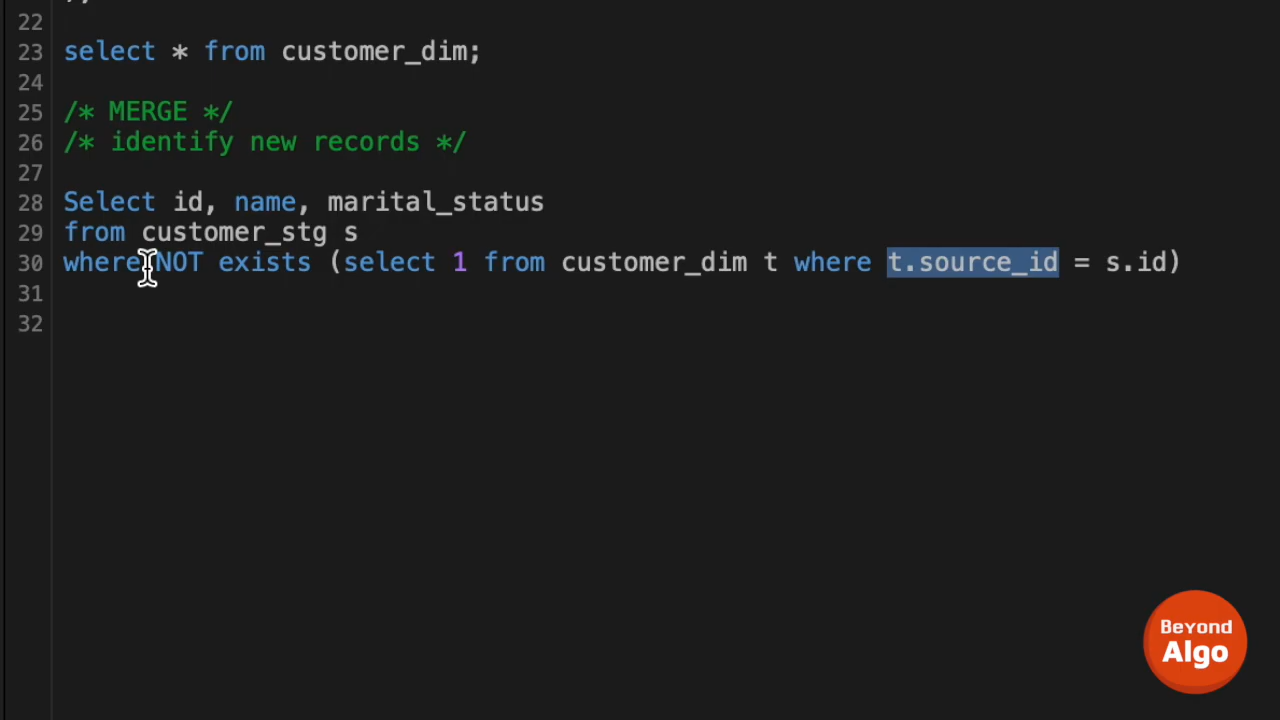 22
23 select * from customer_dim;
24
25 /* MERGE */
26 /* identify new records */
27
28 Select id, name, marital_status
29 from customer_stg s
30 where NOT exists (select 1 from customer_dim t where t.source_id = s.id)
31
32
Beyond
Algo